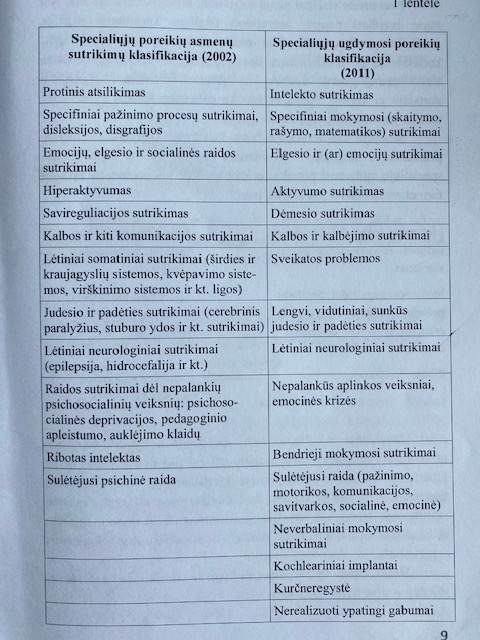 1 lentelė
Specialiųjų poreikių asmenų
sutrikimų klasifikacija (2002)
Specialiųjų ugdymosi poreikių
klasifikacija
(2011)
Protinis atsilikimas
Intelekto sutrikimas
Specifiniai pažinimo procesų sutrikimai,
disleksijos, disgrafijos
Specifiniai mokymosi (skaitymo,
rašymo, matematikos) sutrikimai
Emocijų, elgesio ir socialinės raidos
sutrikimai
Elgesio ir (ar) emocijų sutrikimai
Hiperaktyvumas
Aktyvumo sutrikimas
Savireguliacijos sutrikimas
Dėmesio sutrikimas
Kalbos ir kiti komunikacijos sutrikimai
Kalbos ir kalbėjimo sutrikimai
Lėtiniai somatiniai sutrikimai (širdies ir
kraujagyslių sistemos, kvėpavimo siste-
mos, virškinimo sistemos ir kt. ligos)
Sveikatos problemos
Judesio ir padėties sutrikimai (cerebrinis
paralyžius, stuburo ydos ir kt. sutrikimai)
Lengvi, vidutiniai, sunkūs
judesio ir padėties sutrikimai
Lėtiniai neurologiniai sutrikimai
(epilepsija, hidrocefalija ir kt.)
Lėtiniai neurologiniai sutrikimai
Raidos sutrikimai dėl nepalankių
psichosocialinių veiksnių: psichoso-
cialinės deprivacijos, pedagoginio
apleistumo, auklėjimo klaidų
Nepalankūs aplinkos veiksniai,
emocinės krizės
Ribotas intelektas
Bendrieji mokymosi sutrikimai
Sulėtėjusi psichinė raida
Sulėtėjusi raida (pažinimo,
motorikos, komunikacijos,
savitvarkos, socialinė, emocinė)
Neverbaliniai mokymosi
sutrikimai
Kochleariniai implantai
Kurčneregystė
Nerealizuoti ypatingi gabumai
9